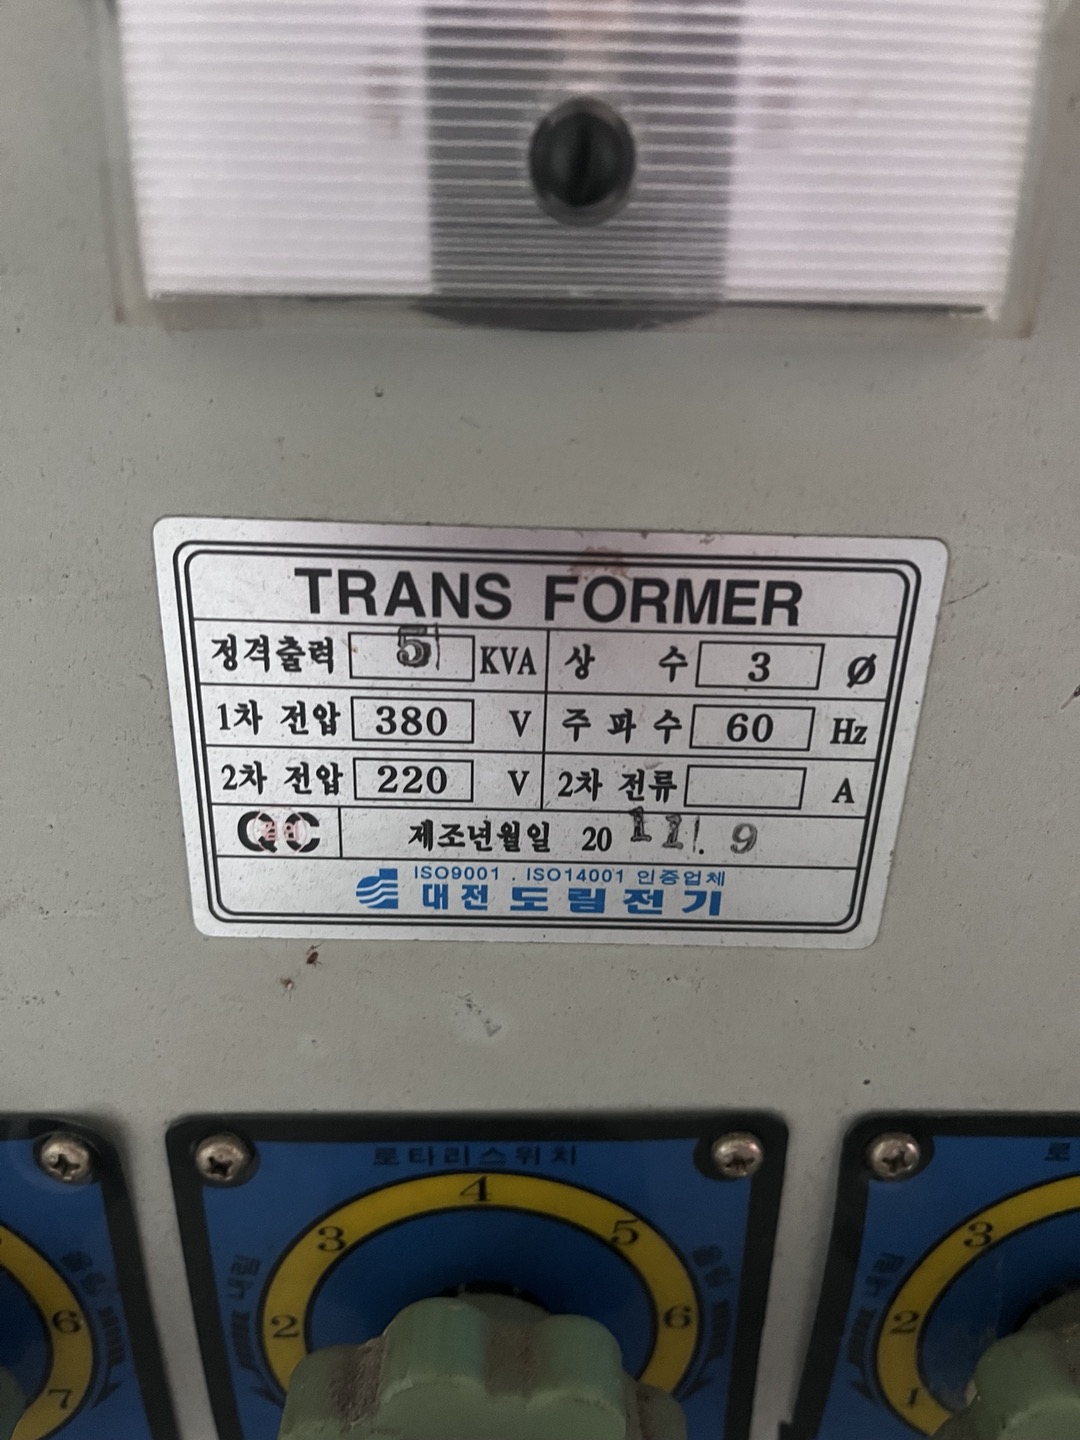 TRANS FORMER
정격출력 5 KVA 상 수 3 Ø
1차 전압 380 V 주파수 60 Hz
2차 전압 220 V 2차 전류 A
QC 제조년월일 20 11. 9
ISO9001 . ISO14001 인증업체
대전 도림전기
로타리스위치
로
4
3 5 3
2 6 6 2
7 1